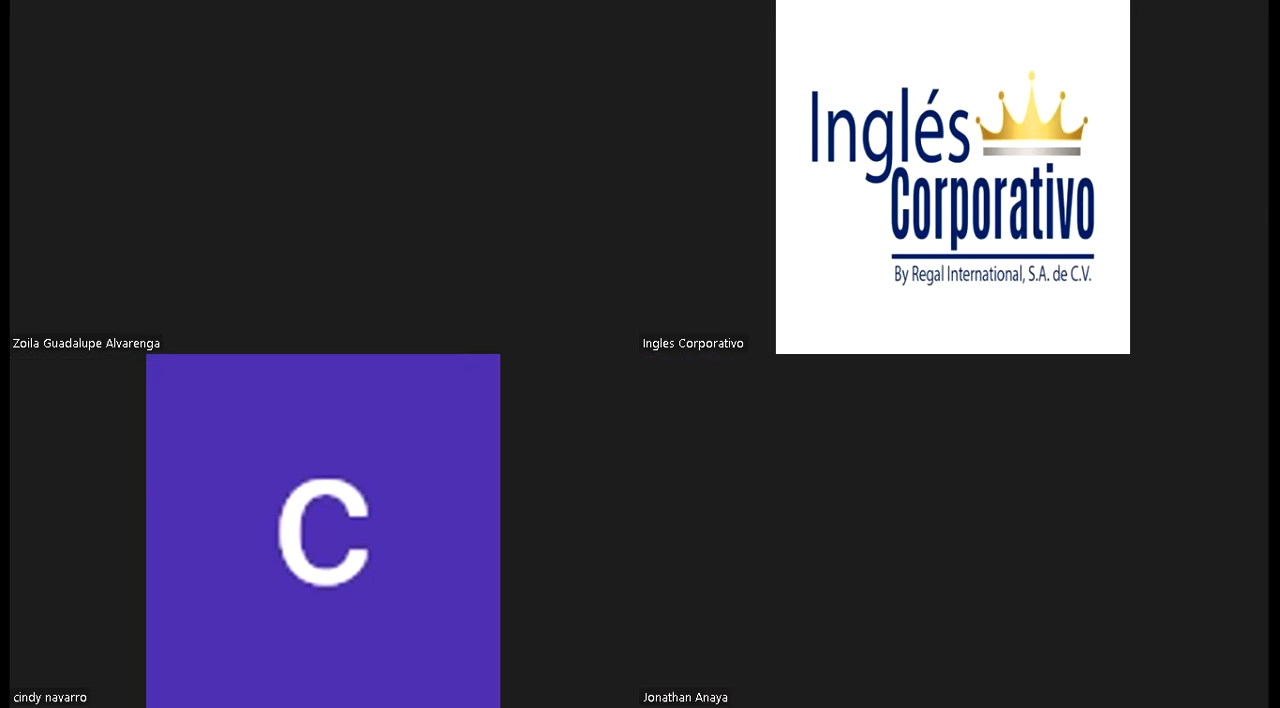 Inglés
Corporativo
By Regal International, S.A. de C.V.
Zoila Guadalupe Alvarenga
Ingles Corporativo
C
cindy navarro
Jonathan Anaya